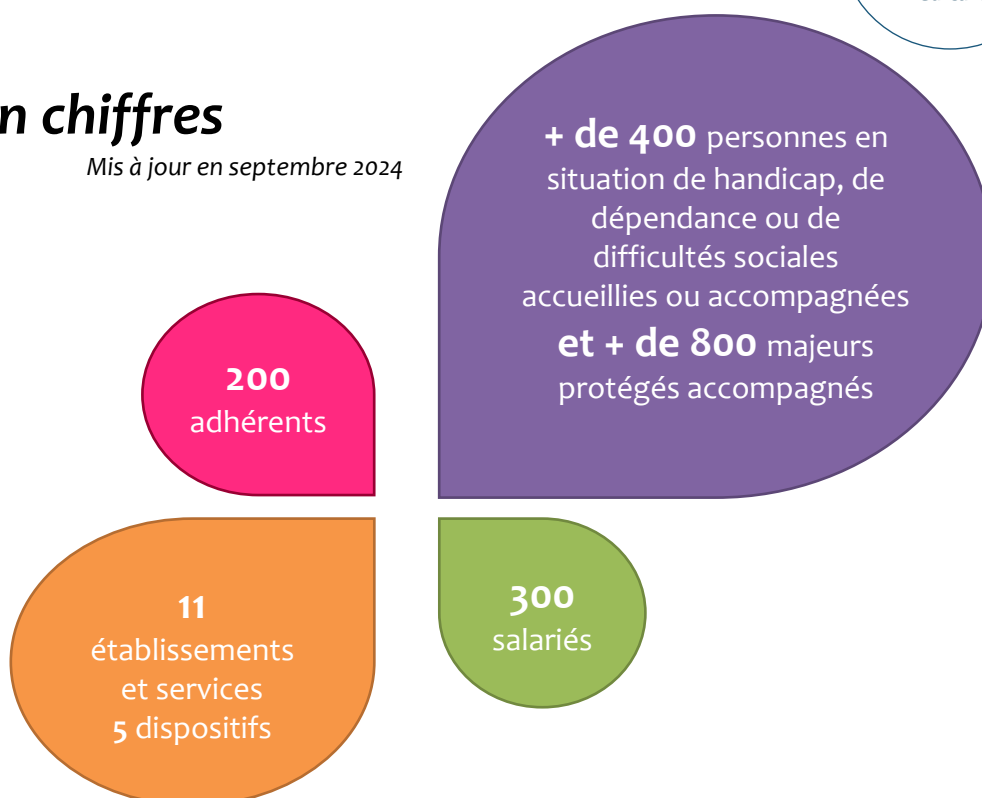 n chiffres
Mis à jour en septembre 2024
+ de 400 personnes en
situation de handicap, de
dépendance ou de
difficultés sociales
accueillies ou accompagnées
et + de 800 majeurs
protégés accompagnés
200
adhérents
11
établissements
et services
5 dispositifs
300
salariés